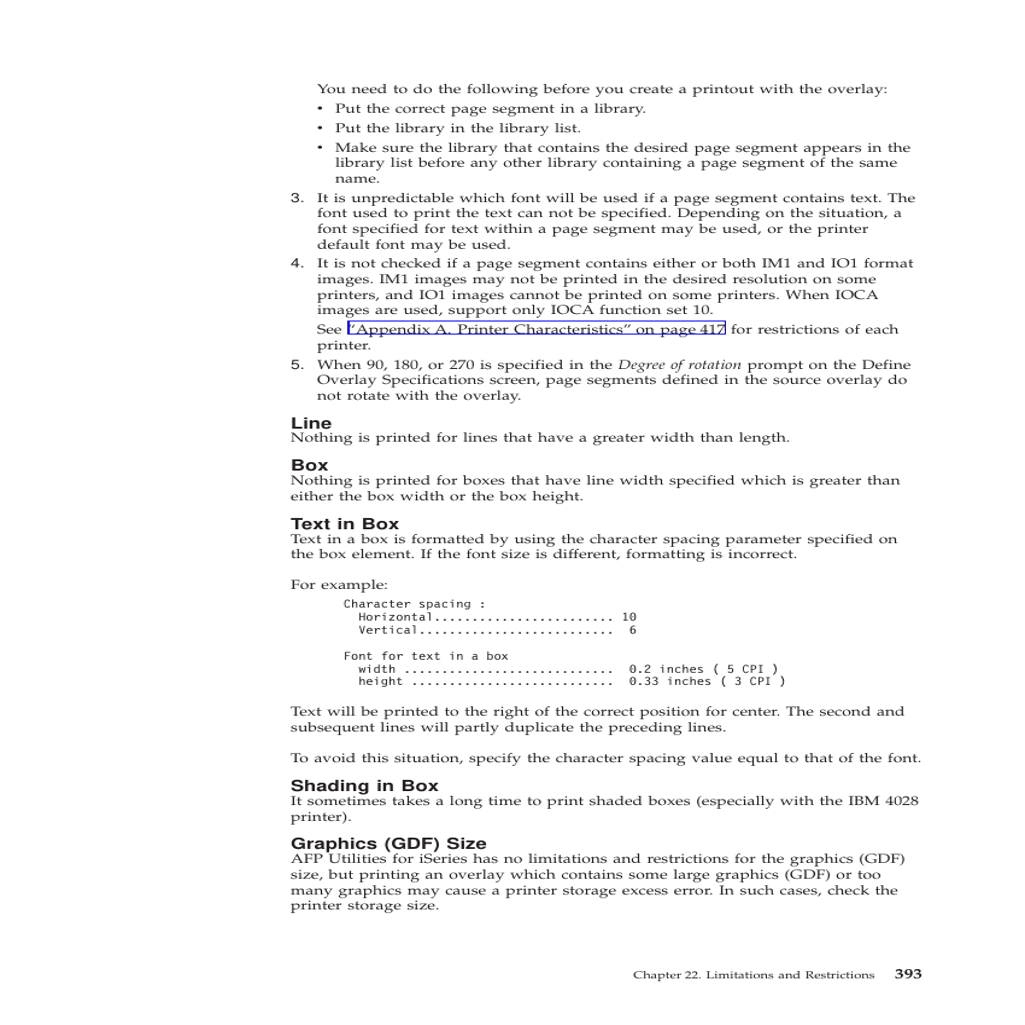 You need to do the following before you create a printout with the overlay:
• Put the correct page segment in a library.
• Put the library in the library list.
• Make sure the library that contains the desired page segment appears in the
library list before any other library containing a page segment of the same
name.
3. It is unpredictable which font will be used if a page segment contains text. The
font used to print the text can not be specified. Depending on the situation, a
font specified for text within a page segment may be used, or the printer
default font may be used.
4. It is not checked if a page segment contains either or both IM1 and IO1 format
images. IM1 images may not be printed in the desired resolution on some
printers, and IO1 images cannot be printed on some printers. When IOCA
images are used, support only IOCA function set 10.
See “Appendix A. Printer Characteristics” on page 417 for restrictions of each
printer.
5. When 90, 180, or 270 is specified in the Degree of rotation prompt on the Define
Overlay Specifications screen, page segments defined in the source overlay do
not rotate with the overlay.
Line
Nothing is printed for lines that have a greater width than length.
Box
Nothing is printed for boxes that have line width specified which is greater than
either the box width or the box height.
Text in Box
Text in a box is formatted by using the character spacing parameter specified on
the box element. If the font size is different, formatting is incorrect.
For example:
Character spacing :
Horizontal........................ 10
Vertical.......................... 6
Font for text in a box
width ............................ 0.2 inches ( 5 CPI )
height ........................... 0.33 inches ( 3 CPI )
Text will be printed to the right of the correct position for center. The second and
subsequent lines will partly duplicate the preceding lines.
To avoid this situation, specify the character spacing value equal to that of the font.
Shading in Box
It sometimes takes a long time to print shaded boxes (especially with the IBM 4028
printer).
Graphics (GDF) Size
AFP Utilities for iSeries has no limitations and restrictions for the graphics (GDF)
size, but printing an overlay which contains some large graphics (GDF) or too
many graphics may cause a printer storage excess error. In such cases, check the
printer storage size.
Chapter 22. Limitations and Restrictions 393